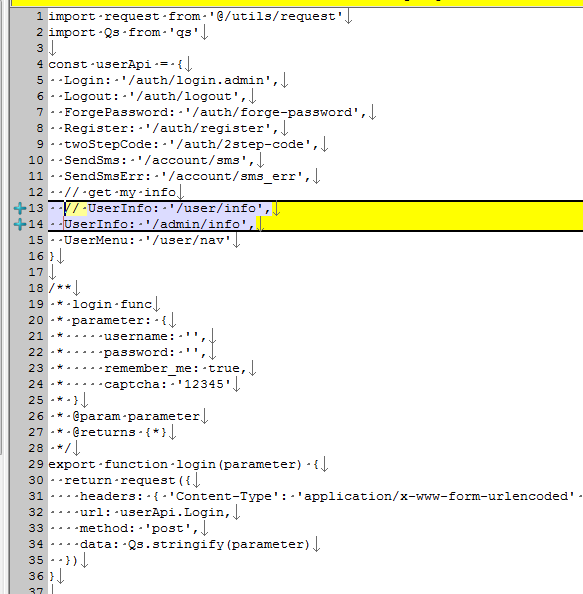 1 import request from '@/utils/request'
2 import Qs from 'qs'
3
4 const userApi = {
5   Login: '/auth/login.admin',
6   Logout: '/auth/logout',
7   ForgePassword: '/auth/forge-password',
8   Register: '/auth/register',
9   twoStepCode: '/auth/2step-code',
10   SendSms: '/account/sms',
11   SendSmsErr: '/account/sms_err',
12   // get my info
13   // UserInfo: '/user/info',
14   UserInfo: '/admin/info',
15   UserMenu: '/user/nav'
16 }
17
18 /**
19  * login func
20  * parameter: {
21  *     username: '',
22  *     password: '',
23  *     remember_me: true,
24  *     captcha: '12345'
25  * }
26  * @param parameter
27  * @returns {*}
28  */
29 export function login(parameter) {
30   return request({
31     headers: { 'Content-Type': 'application/x-www-form-urlencoded'
32     url: userApi.Login,
33     method: 'post',
34     data: Qs.stringify(parameter)
35   })
36 }
37